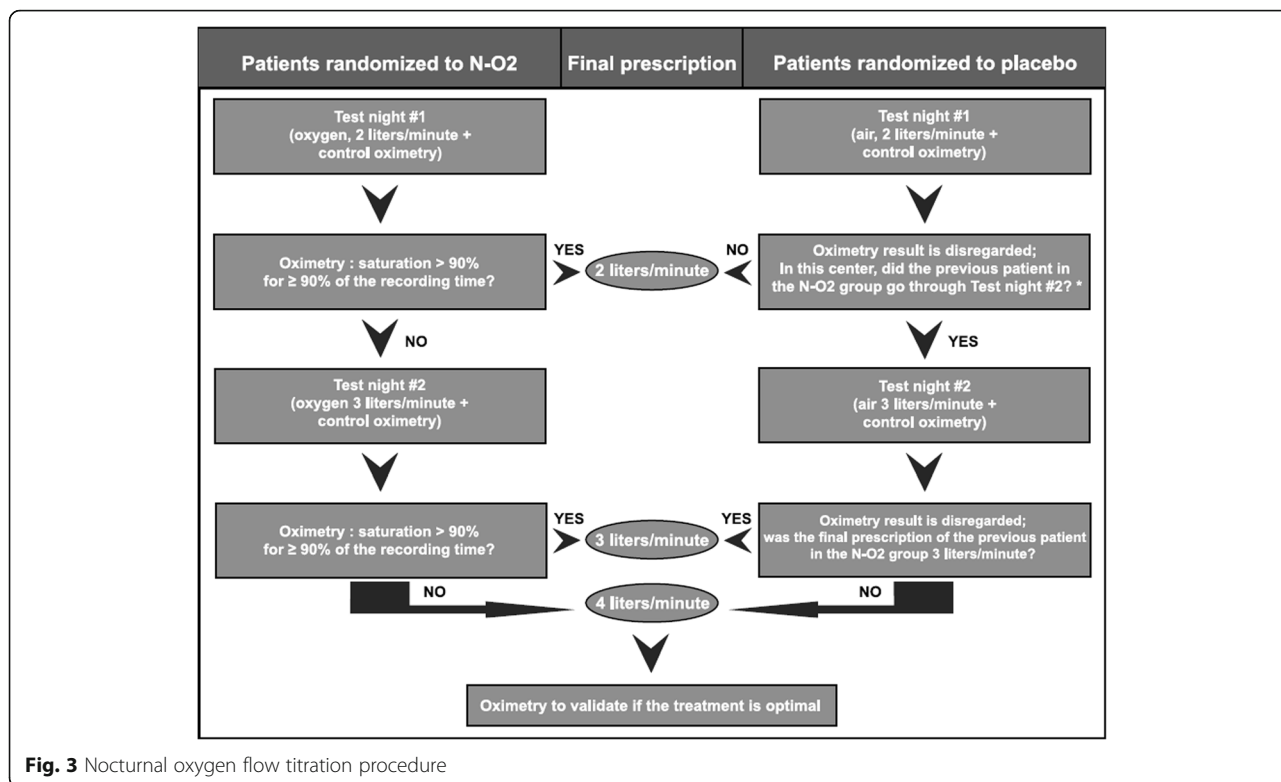 Patients randomized to N-O2
Final prescription
Patients randomized to placebo
Test night #1
(oxygen, 2 liters/minute +
control oximetry)
Test night #1
(air, 2 liters/minute +
control oximetry)
Oximetry : saturation > 90%
for ≥ 90% of the recording time?
YES
2 liters/minute
NO
Oximetry result is disregarded;
In this center, did the previous patient in
the N-O2 group go through Test night #2? *
NO
YES
Test night #2
(oxygen 3 liters/minute +
control oximetry)
Test night #2
(air 3 liters/minute +
control oximetry)
Oximetry : saturation > 90%
for ≥ 90% of the recording time?
YES
3 liters/minute
YES
Oximetry result is disregarded;
was the final prescription of the previous patient
in the N-O2 group 3 liters/minute?
NO
4 liters/minute
NO
Oximetry to validate if the treatment is optimal
Fig. 3 Nocturnal oxygen flow titration procedure